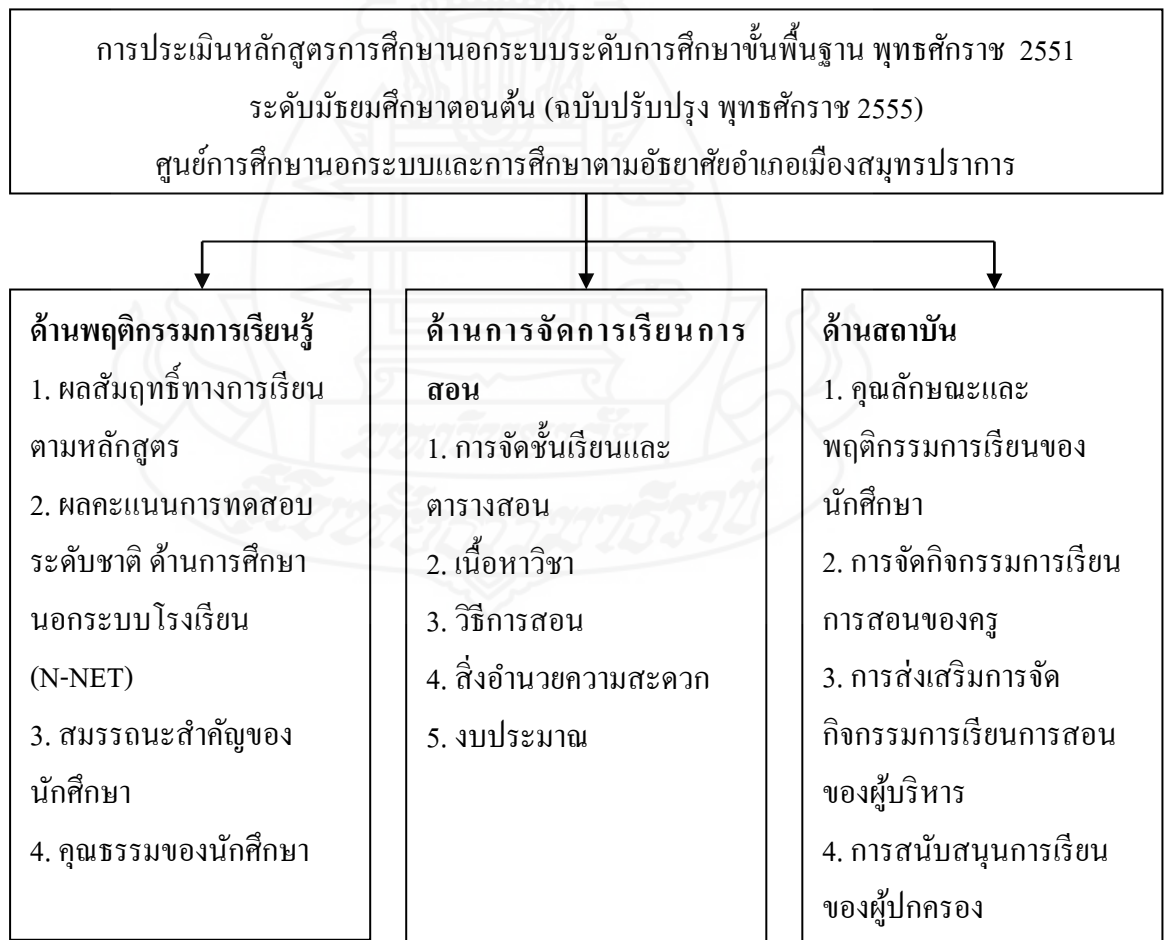 การประเมินหลักสูตรการศึกษานอกระบบระดับการศึกษาขั้นพื้นฐาน พุทธศักราช 2551
ระดับมัธยมศึกษาตอนต้น (ฉบับปรับปรุง พุทธศักราช 2555)
ศูนย์การศึกษานอกระบบและการศึกษาตามอัธยาศัยอำเภอเมืองสมุทรปราการ
ด้านพฤติกรรมการเรียนรู้
1. ผลสัมฤทธิ์ทางการเรียน
ตามหลักสูตร
2. ผลคะแนนการทดสอบ
ระดับชาติ ด้านการศึกษา
นอกระบบโรงเรียน
(N-NET)
3. สมรรถนะสำคัญของ
นักศึกษา
4. คุณธรรมของนักศึกษา
ด้านการจัดการเรียนการ
สอน
1. การจัดชั้นเรียนและ
ตารางสอน
2. เนื้อหาวิชา
3. วิธีการสอน
4. สิ่งอำนวยความสะดวก
5. งบประมาณ
ด้านสถาบัน
1. คุณลักษณะและ
พฤติกรรมการเรียนของ
นักศึกษา
2. การจัดกิจกรรมการเรียน
การสอนของครู
3. การส่งเสริมการจัด
กิจกรรมการเรียนการสอน
ของผู้บริหาร
4. การสนับสนุนการเรียน
ของผู้ปกครอง